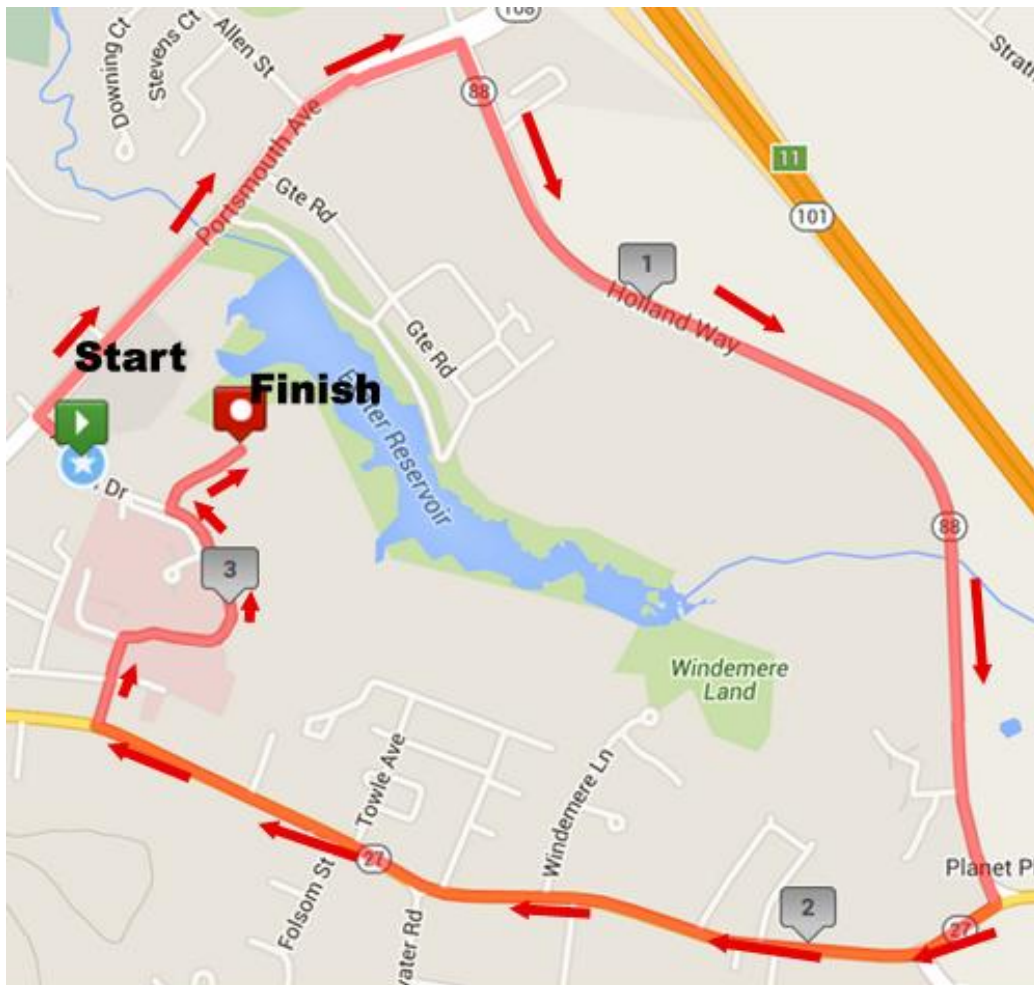 108
Downing Ct
Stevens Ct
Allen St
Strath
88
11
101
Portsmouth Ave
Gte Rd
1
Holland Way
Gte Rd
Start
Finish
Exeter Reservoir
Dr
88
3
Windemere
Land
Towle Ave
Windemere Ln
27
Folsom St
Planet P
2
27
water Rd